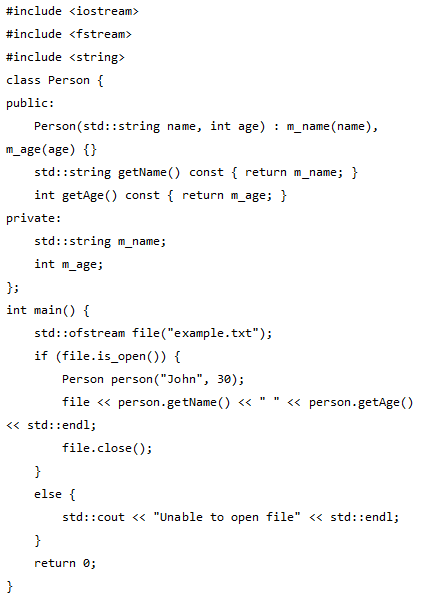 #include <iostream>
#include <fstream>
#include <string>
class Person {
public:
    Person(std::string name, int age) : m_name(name),
m_age(age) {}
    std::string getName() const { return m_name; }
    int getAge() const { return m_age; }
private:
    std::string m_name;
    int m_age;
};
int main() {
    std::ofstream file("example.txt");
    if (file.is_open()) {
        Person person("John", 30);
        file << person.getName() << " " << person.getAge()
<< std::endl;
        file.close();
    }
    else {
        std::cout << "Unable to open file" << std::endl;
    }
    return 0;
}